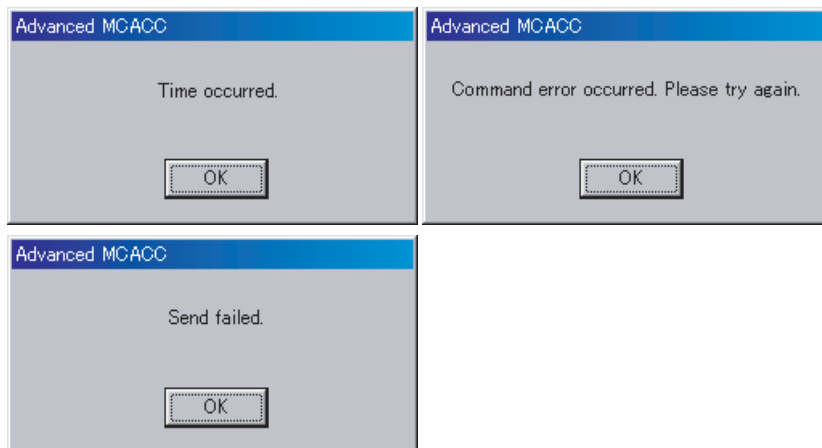 Advanced MCACC
Time occurred.
OK
Advanced MCACC
Command error occurred. Please try again.
OK
Advanced MCACC
Send failed.
OK